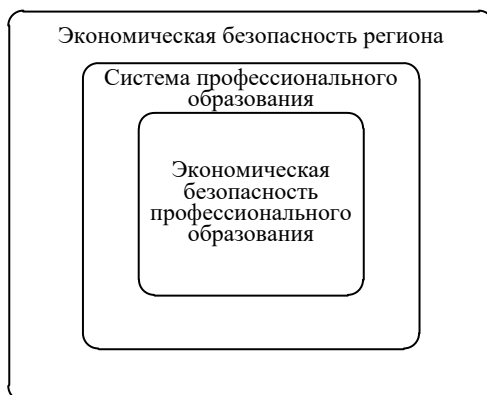 Экономическая безопасность региона
Система профессионального
образования
Экономическая
безопасность
профессионального
образования